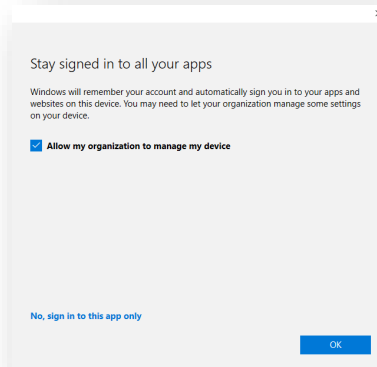 Stay signed in to all your apps
Windows will remember your account and automatically sign you in to your apps and
websites on this device. You may need to let your organization manage some settings
on your device.
Allow my organization to manage my device
No, sign in to this app only
OK